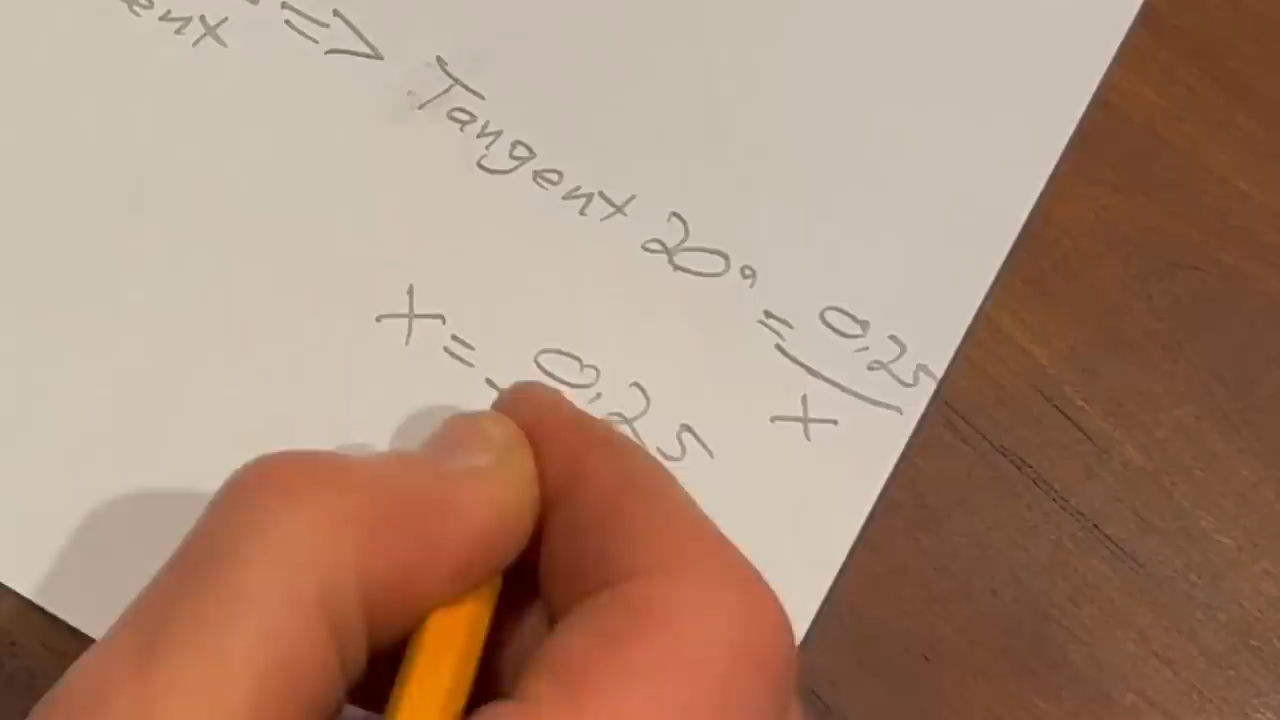 ent => Tangent 20° = 0,25
x
x = 0,25